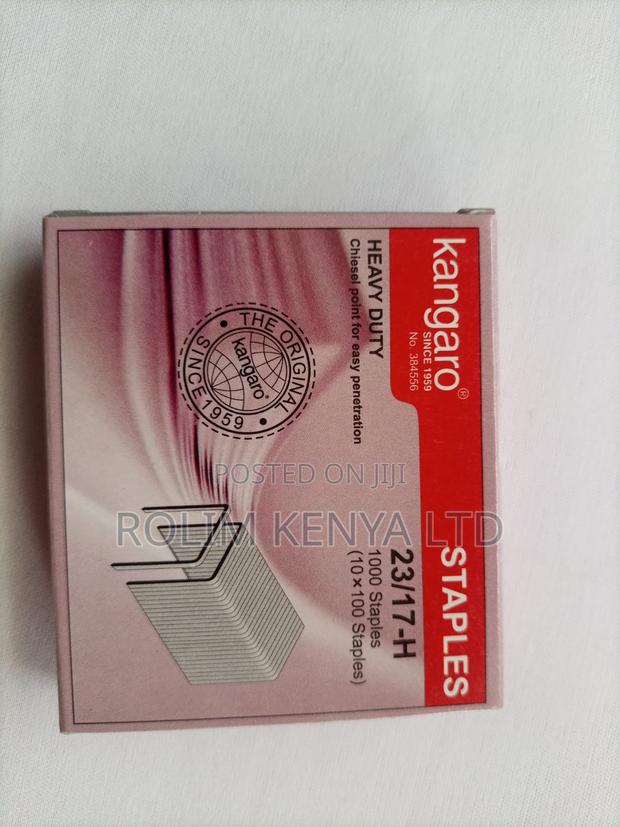 kangaro®
SINCE 1959
No. 384556
STAPLES
HEAVY DUTY
Chiesel point for easy penetration
THE ORIGINAL
kangaro®
SINCE 1959
23/17-H
1000 Staples
(10×100 Staples)
POSTED ON JIJI
ROLIM KENYA LTD